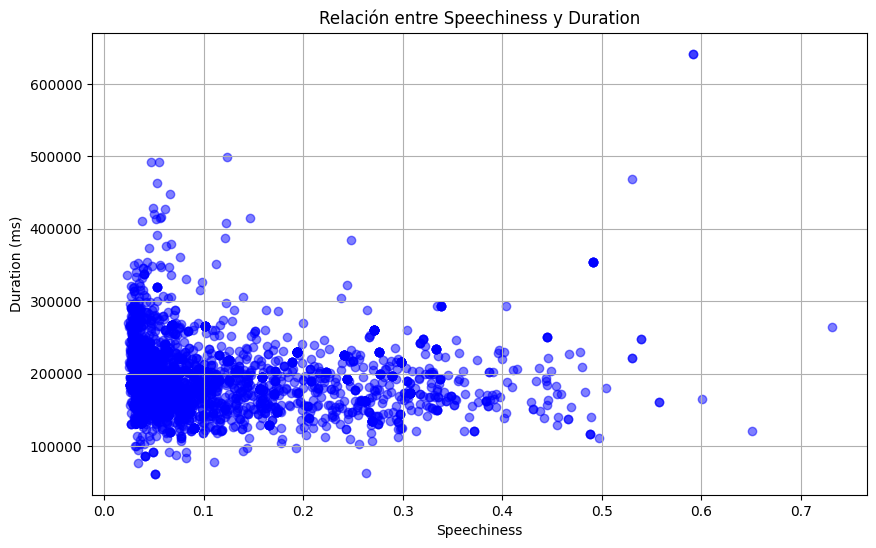 Relación entre Speechiness y Duration
600000
500000
400000
300000
200000
100000
Duration (ms)
0.0 0.1 0.2 0.3 0.4 0.5 0.6 0.7
Speechiness